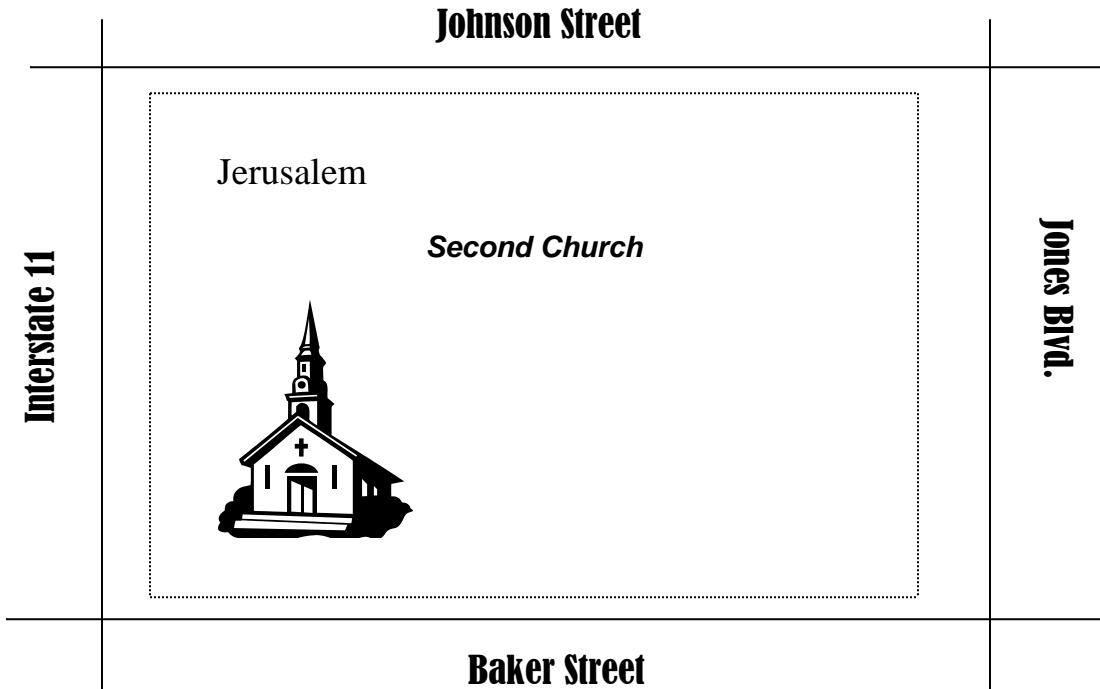 Johnson Street
Jerusalem
Second Church
Interstate 11
Jones Blvd.
Baker Street